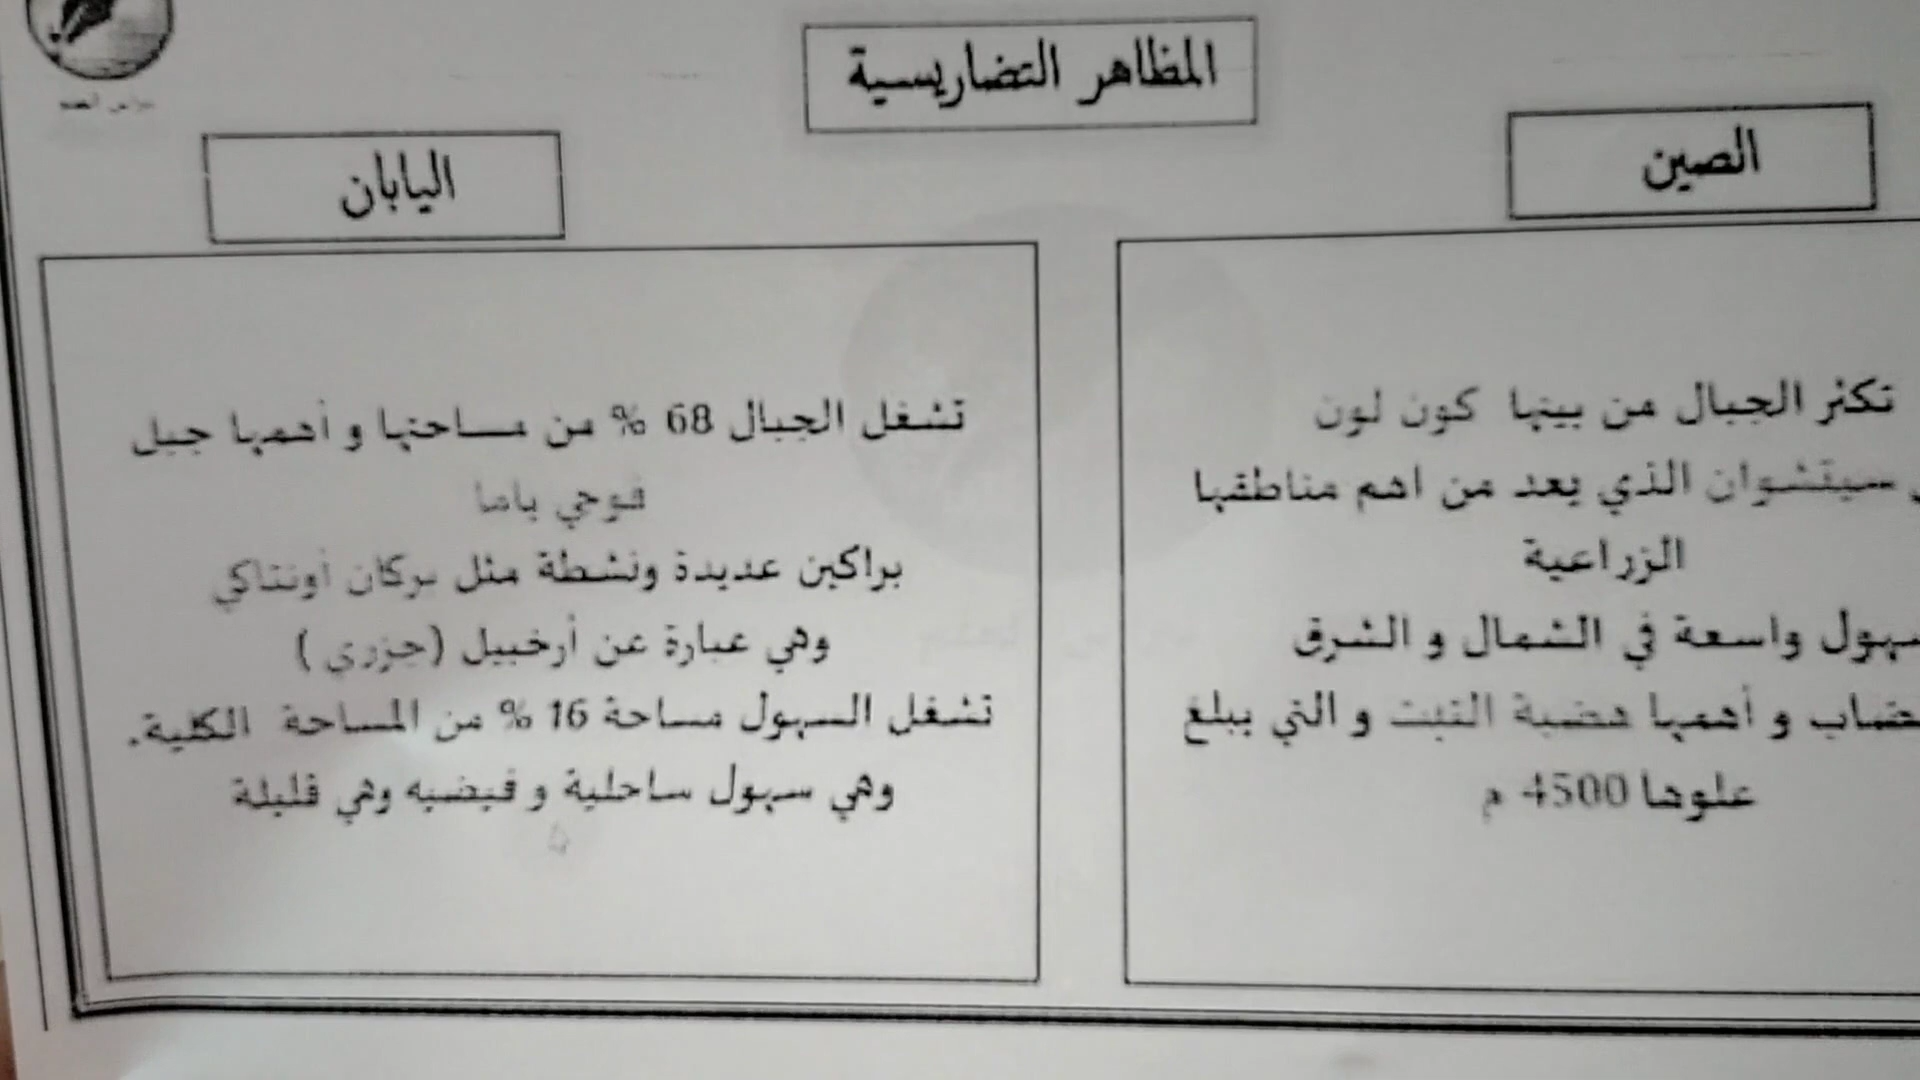 المظاهر التضاريسية
الصين
تكثر الجبال من بينها كون لون
سيتشوان الذي يعد من اهم مناطقها
الزراعية
سهول واسعة في الشمال و الشرق
هضاب و أهمها هضبة التبت و التي يبلغ
علوها 4500 م
اليابان
تشغل الجبال 68 % من مساحتها و أهمها جبل
فوجي ياما
براكين عديدة ونشطة مثل بركان أونتاكي
وهي عبارة عن أرخبيل (جزري )
تشغل السهول مساحة 16 % من المساحة الكلية.
وهي سهول ساحلية و فيضيه وهي قليلة